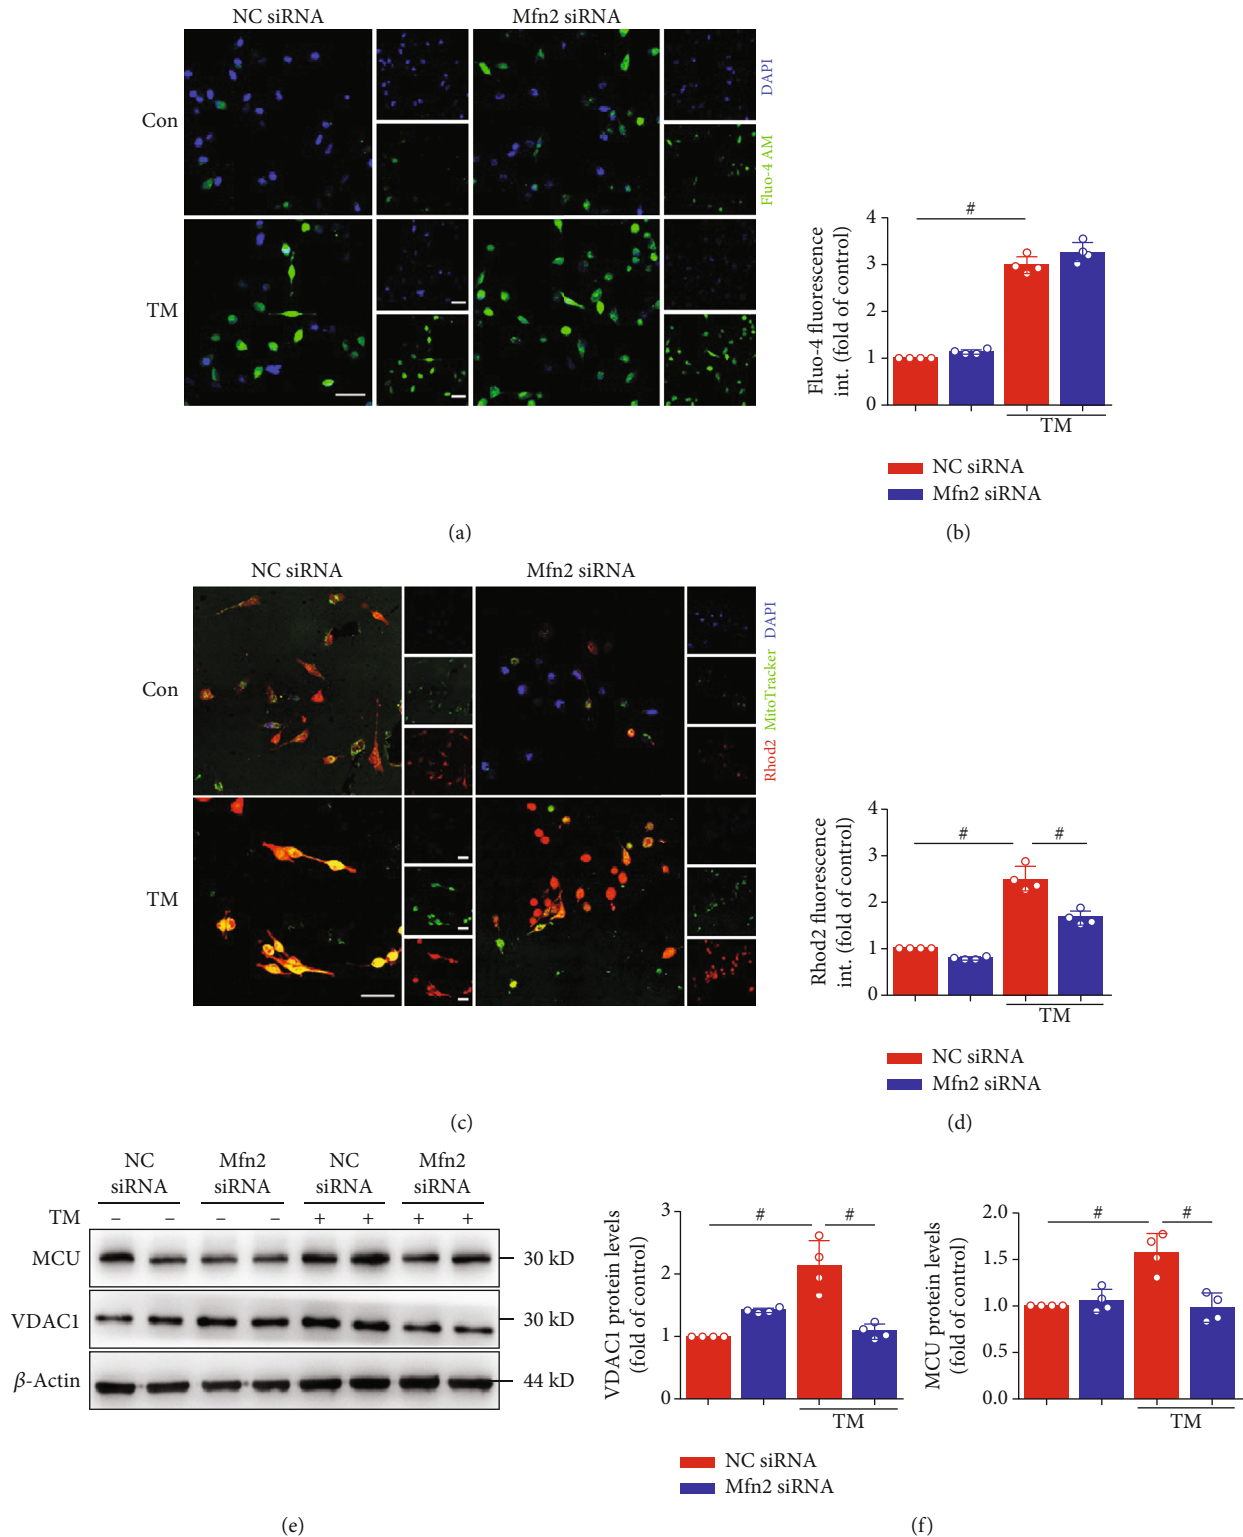 NC siRNA Mfn2 siRNA
Con
TM
DAPI
Fluo-4 AM
Fluo-4 fluorescence
int. (fold of control)
4
3
2
1
0
#
TM
NC siRNA
Mfn2 siRNA
(a)
(b)
NC siRNA Mfn2 siRNA
Con
TM
Rhod2 MitoTracker DAPI
Rhod2 fluorescence
int. (fold of control)
4
3
2
1
0
# #
TM
NC siRNA
Mfn2 siRNA
(c)
(d)
NC Mfn2 NC Mfn2
siRNA siRNA siRNA siRNA
TM – – – – + + + +
MCU 30 kD
VDAC1 30 kD
β-Actin 44 kD
(e)
VDAC1 protein levels
(fold of control)
3
2
1
0
# #
TM
MCU protein levels
(fold of control)
2.0
1.5
1.0
0.5
0.0
# #
TM
NC siRNA
Mfn2 siRNA
(f)